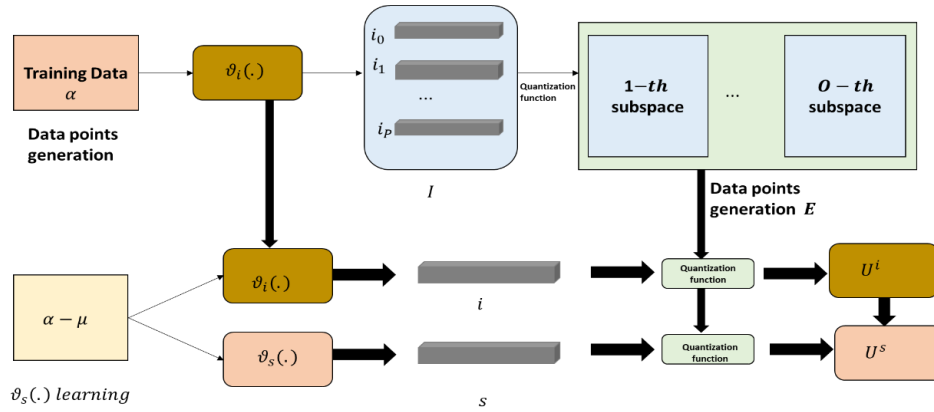 Training Data
α
Data points
generation
ϑᵢ(.)
i₀
i₁
...
i_P
I
Quantization
function
1-th
subspace
...
O - th
subspace
Data points
generation E
α − μ
ϑₛ(.) learning
ϑᵢ(.)
i
Quantization
function
Uⁱ
ϑₛ(.)
s
Quantization
function
Uˢ